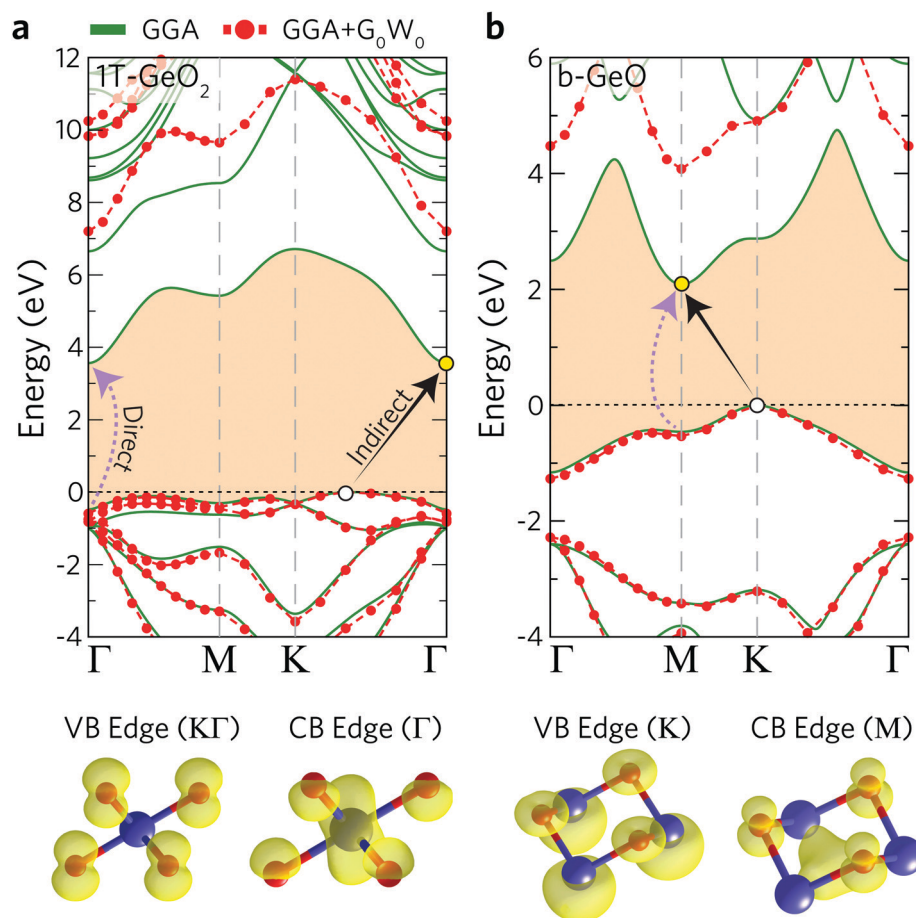 a GGA GGA+G₀W₀ b
1T-GeO₂
b-GeO
12
10
8
6
4
2
0
-2
-4
Energy (eV)
Direct
Indirect
Γ M K Γ
6
4
2
0
-2
-4
Energy (eV)
Γ M K Γ
VB Edge (KΓ) CB Edge (Γ) VB Edge (K) CB Edge (M)